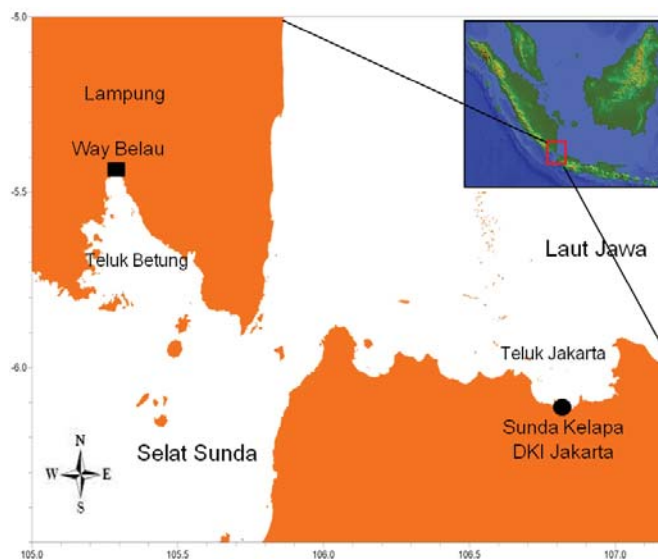 -5.0
Lampung
Way Belau
-5.5
Teluk Betung
Laut Jawa
Teluk Jakarta
-6.0
Sunda Kelapa
DKI Jakarta
Selat Sunda
N
W E
S
105.0 105.5 106.0 106.5 107.0